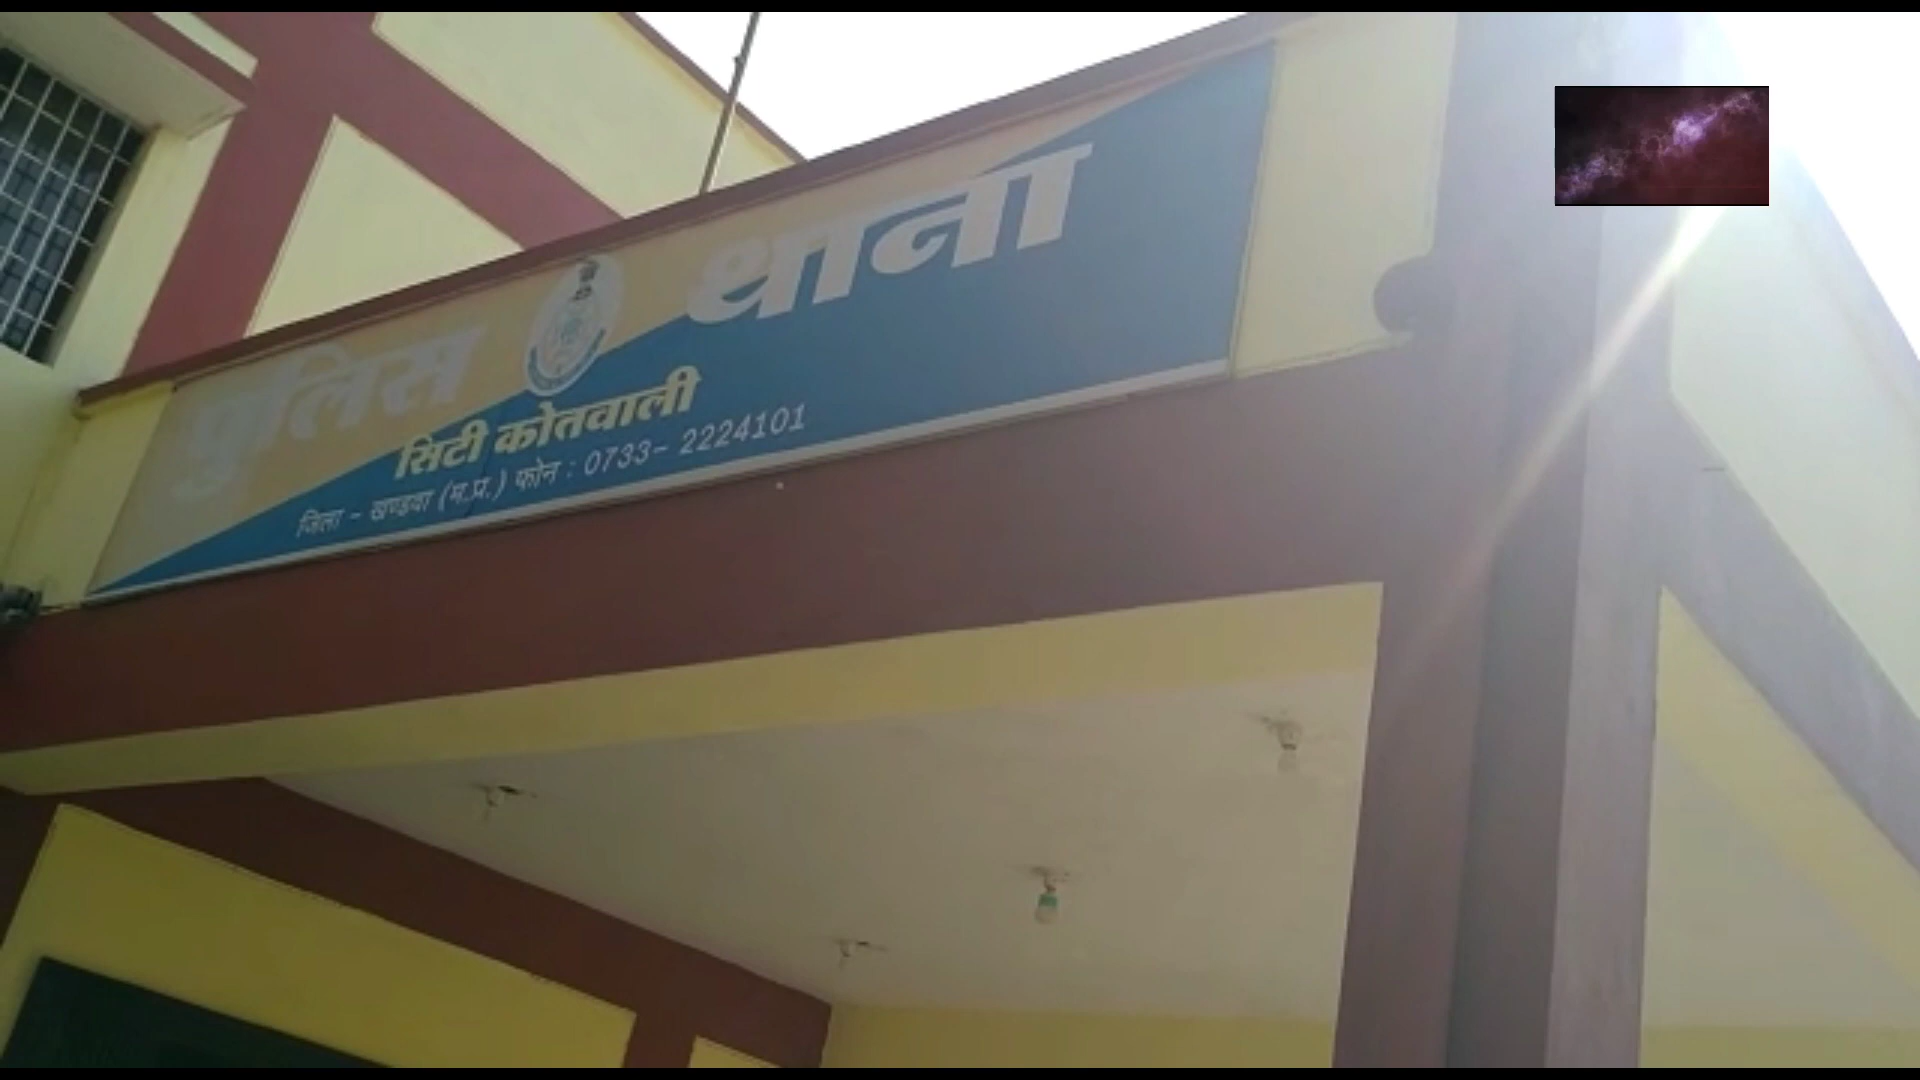 पुलिस थाना
सिटी कोतवाली
जिला - खण्डवा (म.प्र.) फोन : 0733- 2224101